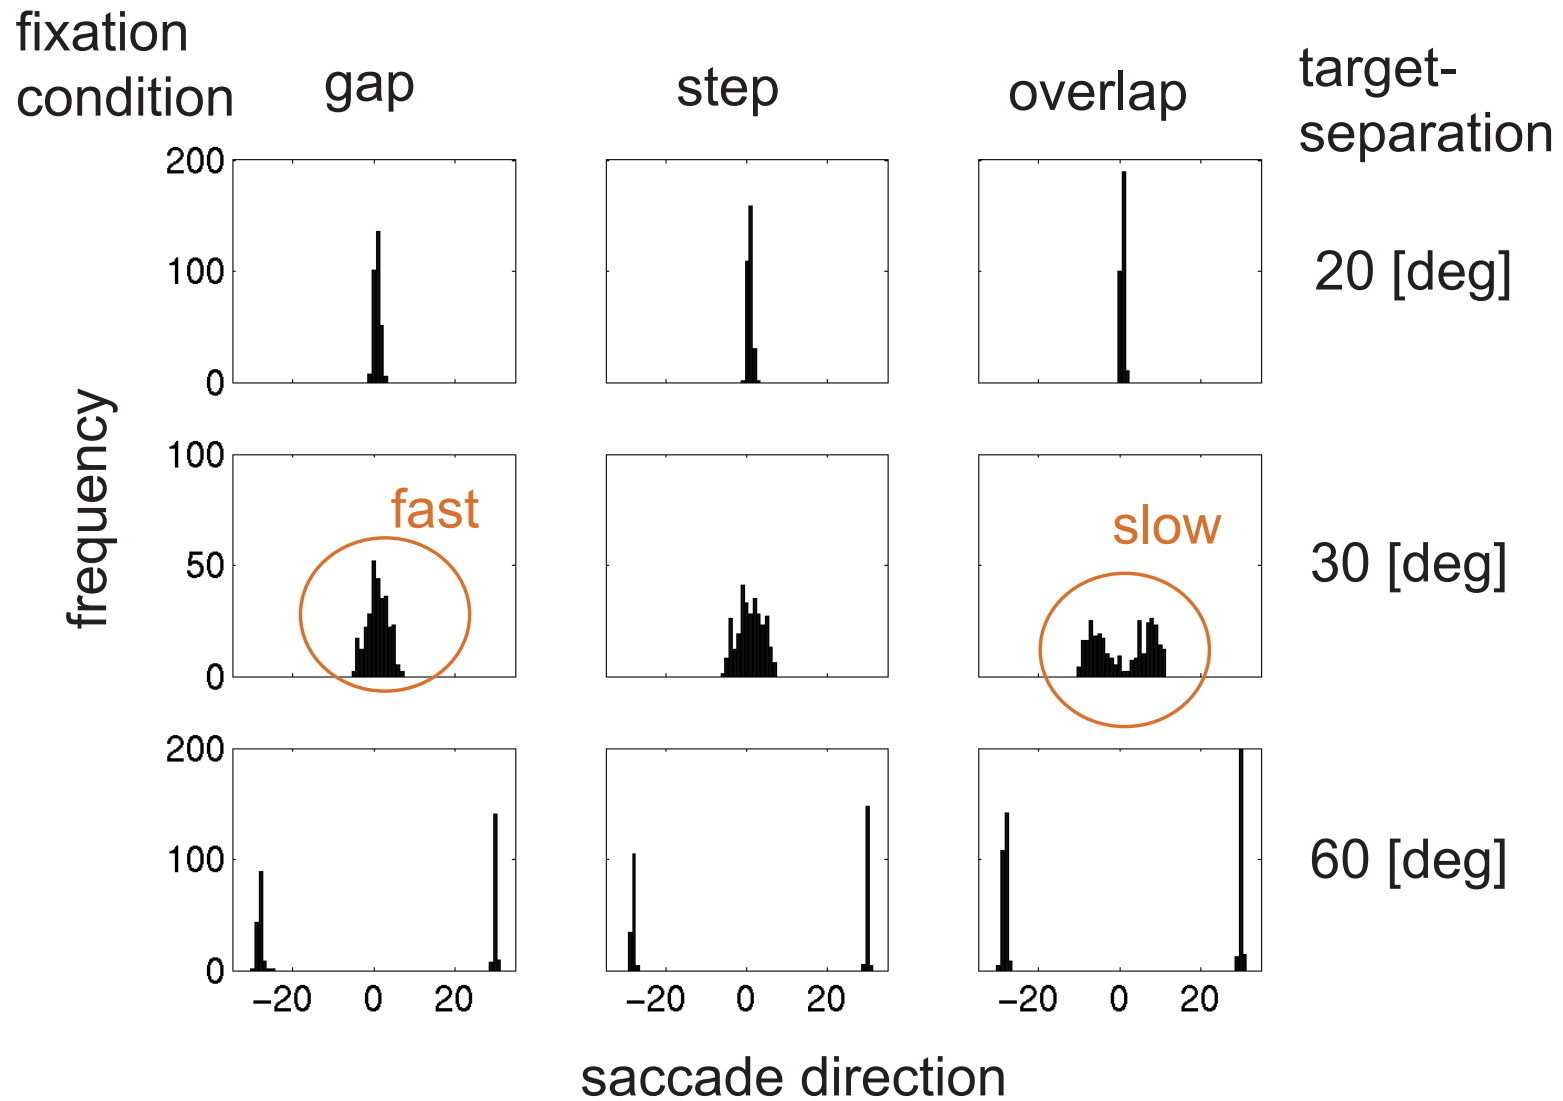 fixation
condition
gap
step
overlap
target-
separation
200
100
0
20 [deg]
frequency
100
50
0
fast
slow
30 [deg]
200
100
0
60 [deg]
−20 0 20
−20 0 20
−20 0 20
saccade direction